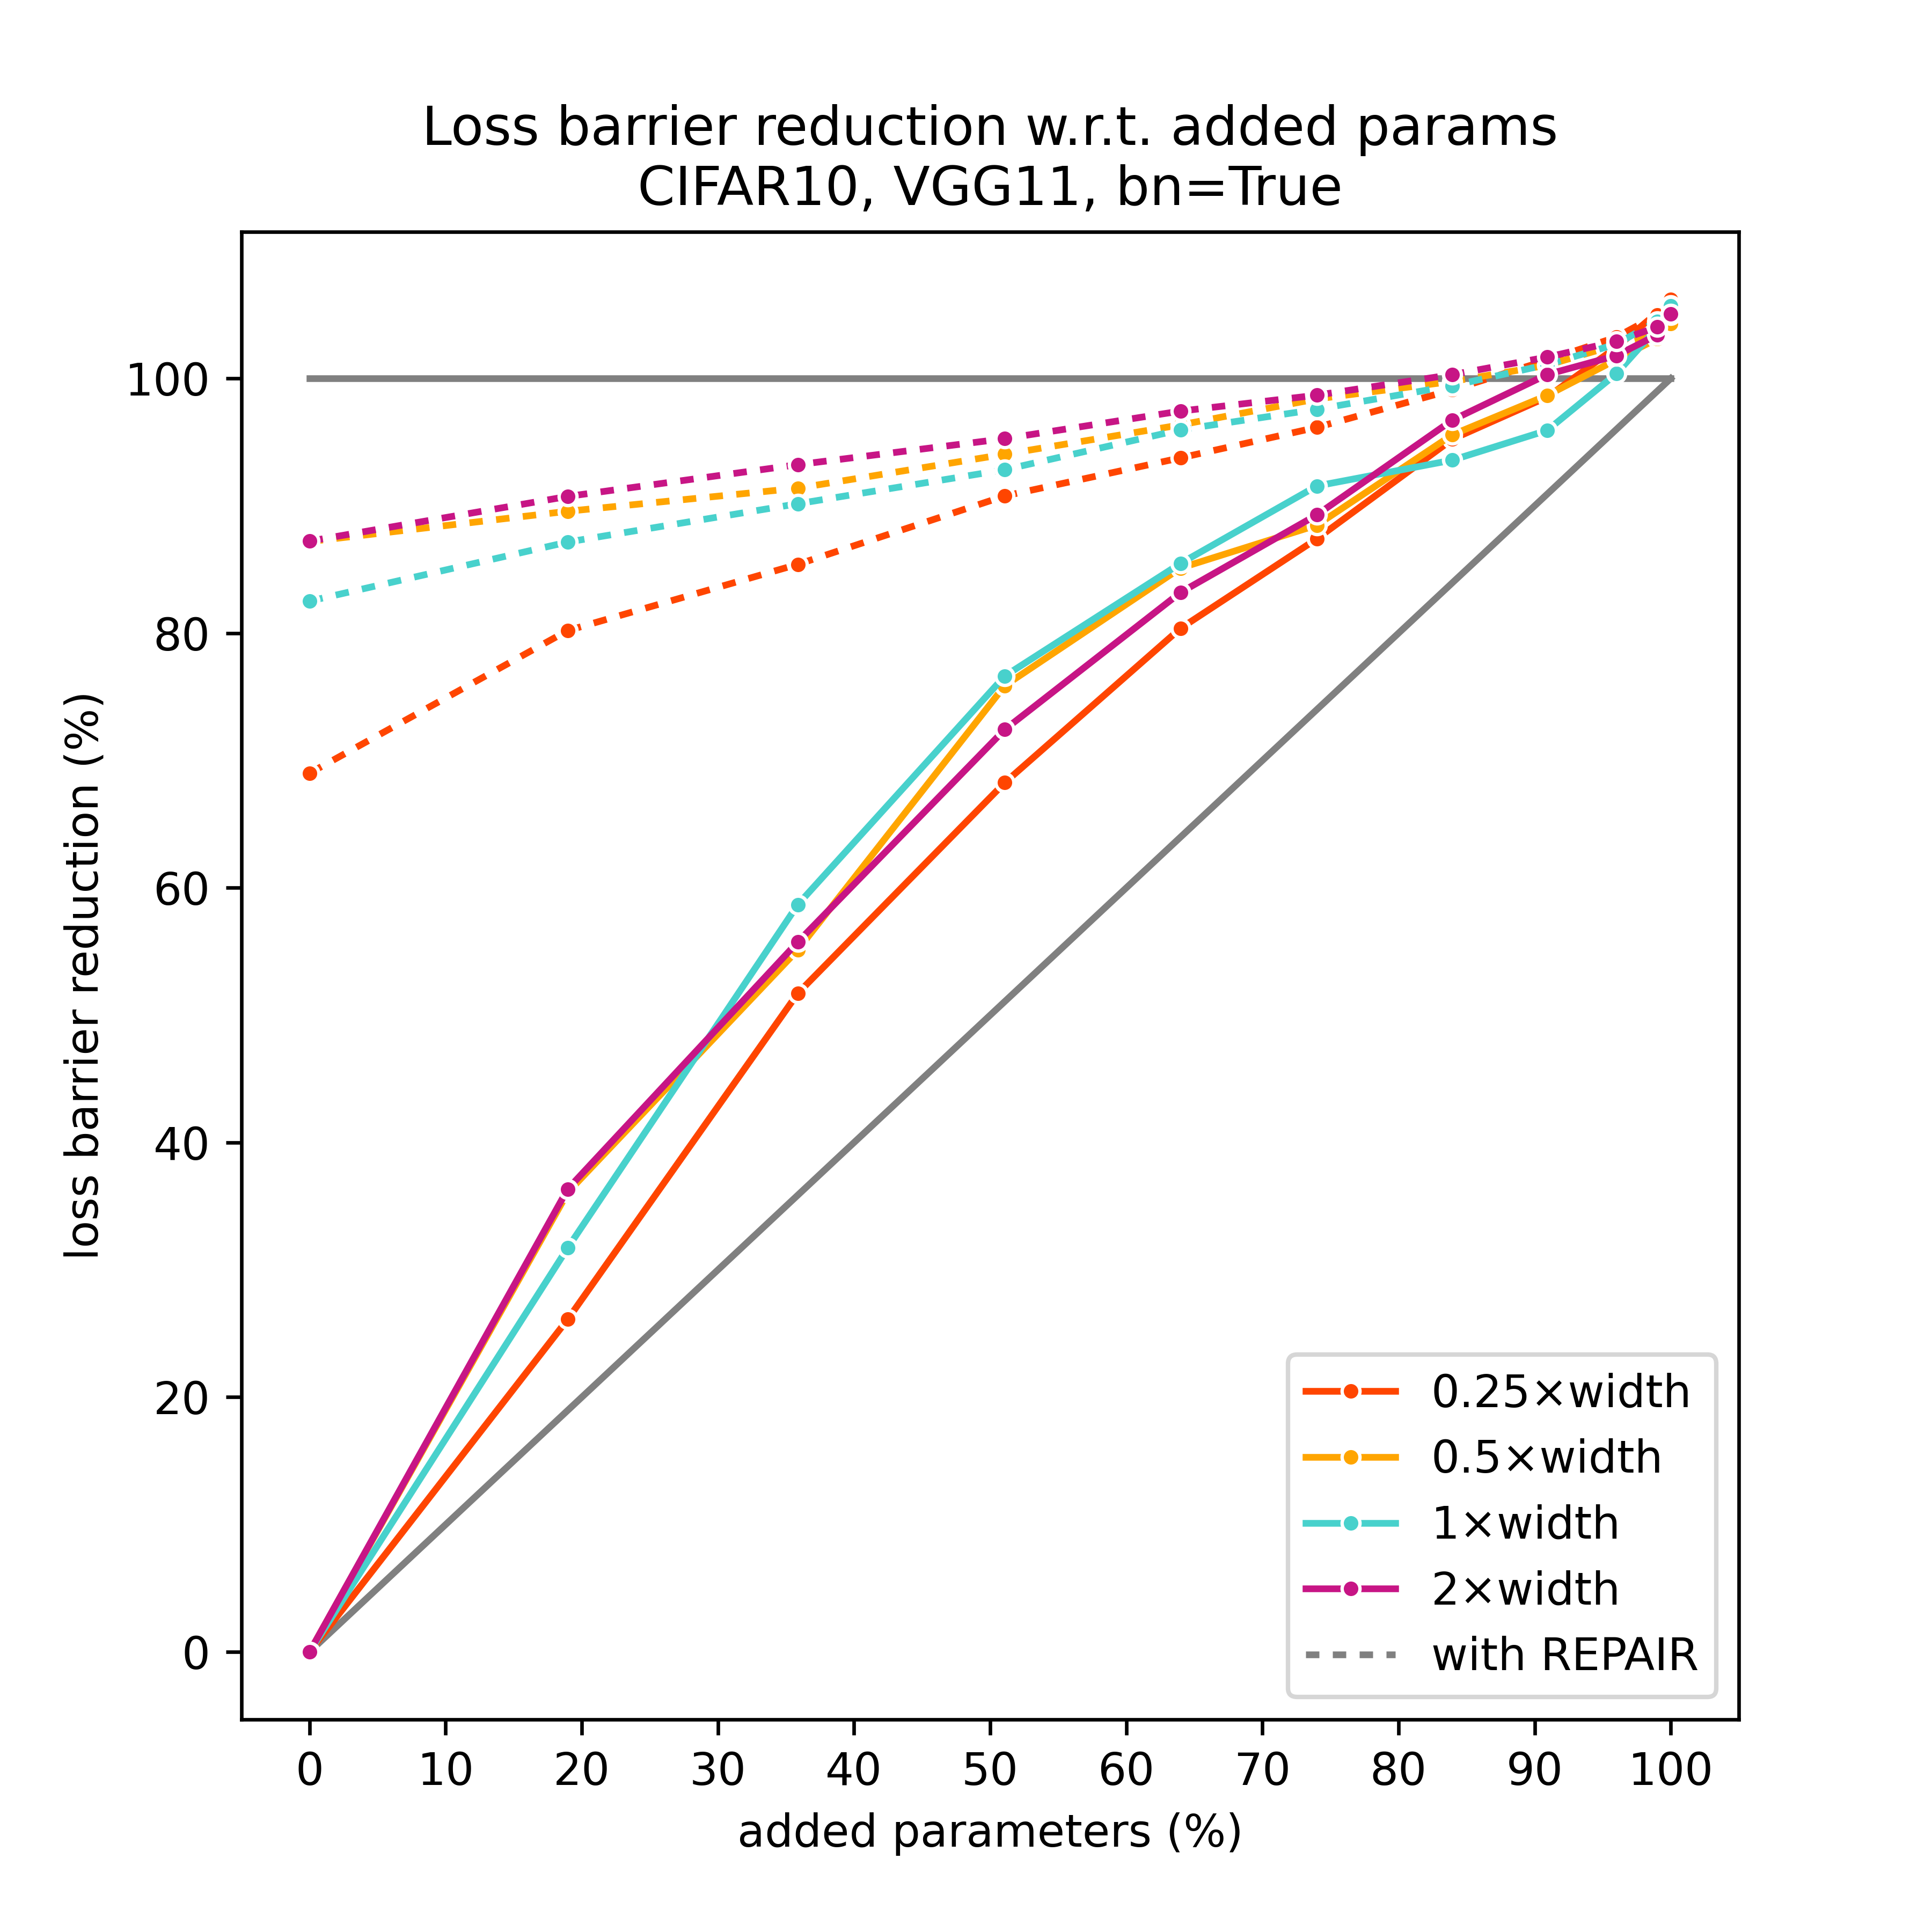 Loss barrier reduction w.r.t. added params
CIFAR10, VGG11, bn=True
loss barrier reduction (%)
100
80
60
40
20
0
0.25×width
0.5×width
1×width
2×width
with REPAIR
0 10 20 30 40 50 60 70 80 90 100
added parameters (%)